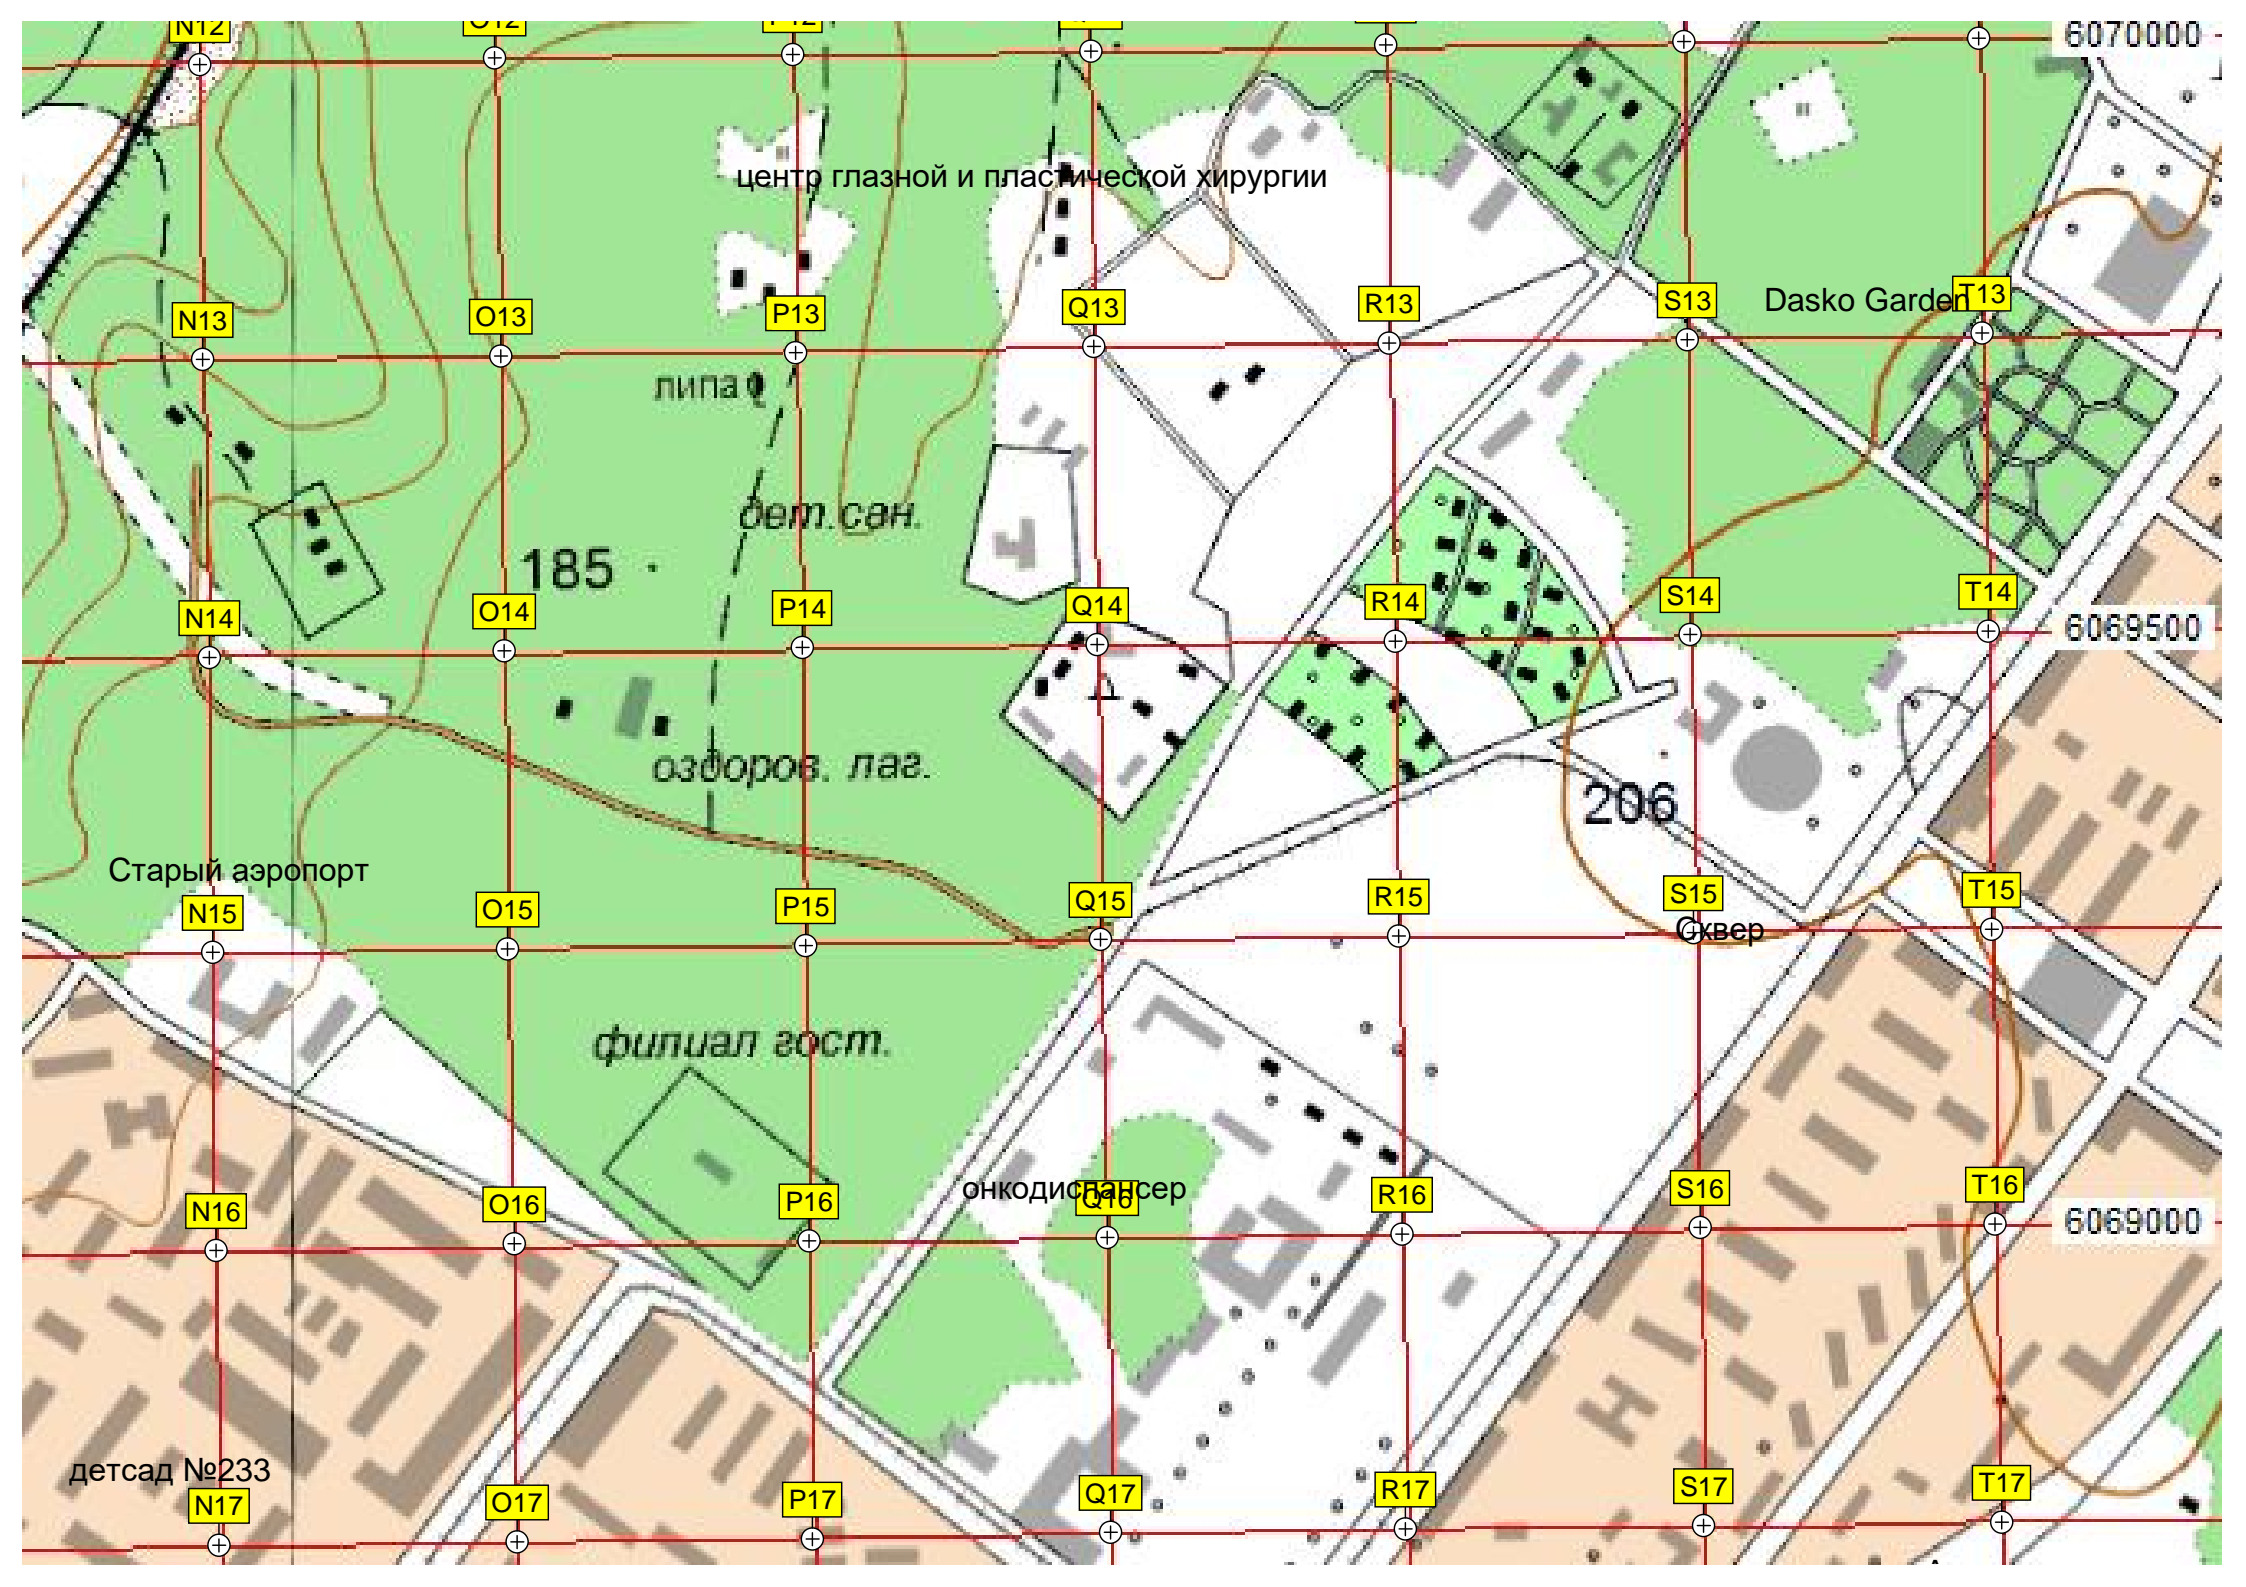 N12
6070000
центр глазной и пластической хирургии
N13
O13
P13
Q13
R13
S13
Dasko Garden
T13
липа
дет.сан.
185
N14
O14
P14
Q14
R14
S14
T14
6069500
оздоров. лаг.
206
Старый аэропорт
N15
O15
P15
Q15
R15
S15
T15
Сквер
филиал гост.
онкодиспансер
N16
O16
P16
Q16
R16
S16
T16
6069000
детсад №233
N17
O17
P17
Q17
R17
S17
T17